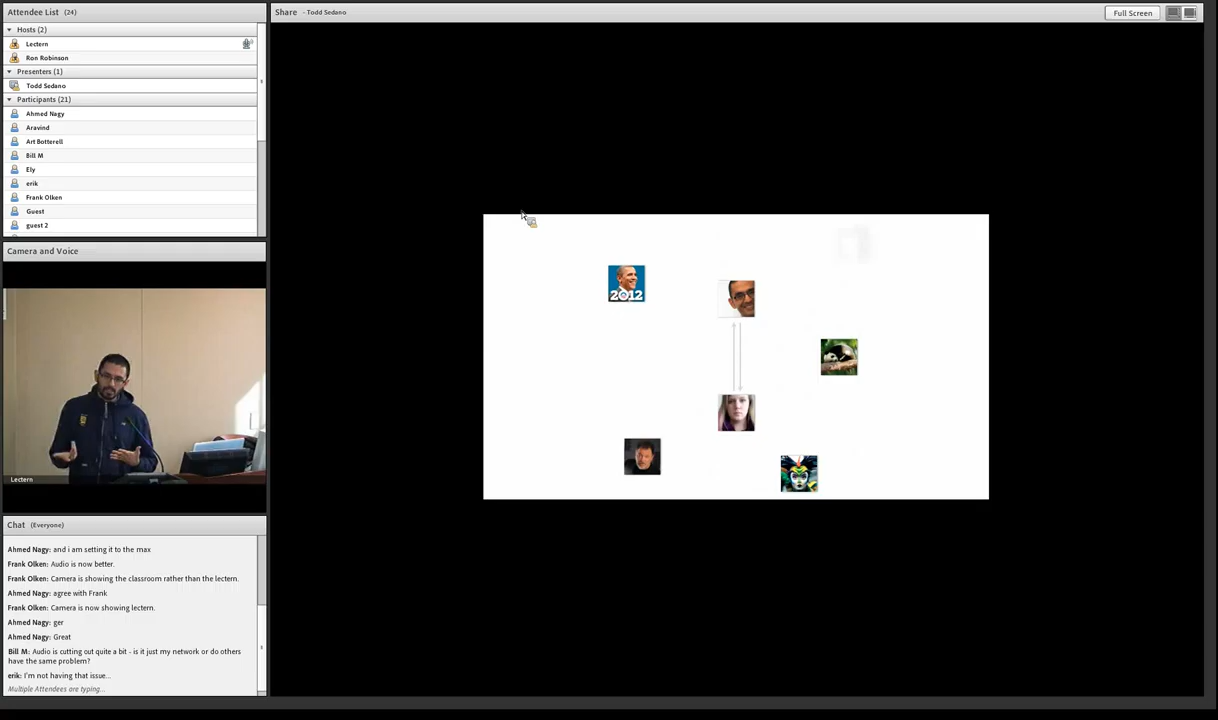 Attendee List (24)
Hosts (2)
Lectern
Ron Robinson
Presenters (1)
Todd Sedano
Participants (21)
Ahmed Nagy
Aravind
Art Botterell
Bill M
Ely
erik
Frank Olken
Guest
guest 2
Camera and Voice
Lectern
Chat (Everyone)
Ahmed Nagy: and i am setting it to the max
Frank Olken: Audio is now better.
Frank Olken: Camera is showing the classroom rather than the lectern.
Ahmed Nagy: agree with Frank
Frank Olken: Camera is now showing lectern.
Ahmed Nagy: ger
Ahmed Nagy: Great
Bill M: Audio is cutting out quite a bit - is it just my network or do others
have the same problem?
erik: I'm not having that issue...
Multiple Attendees are typing...
Share - Todd Sedano
Full Screen
2012